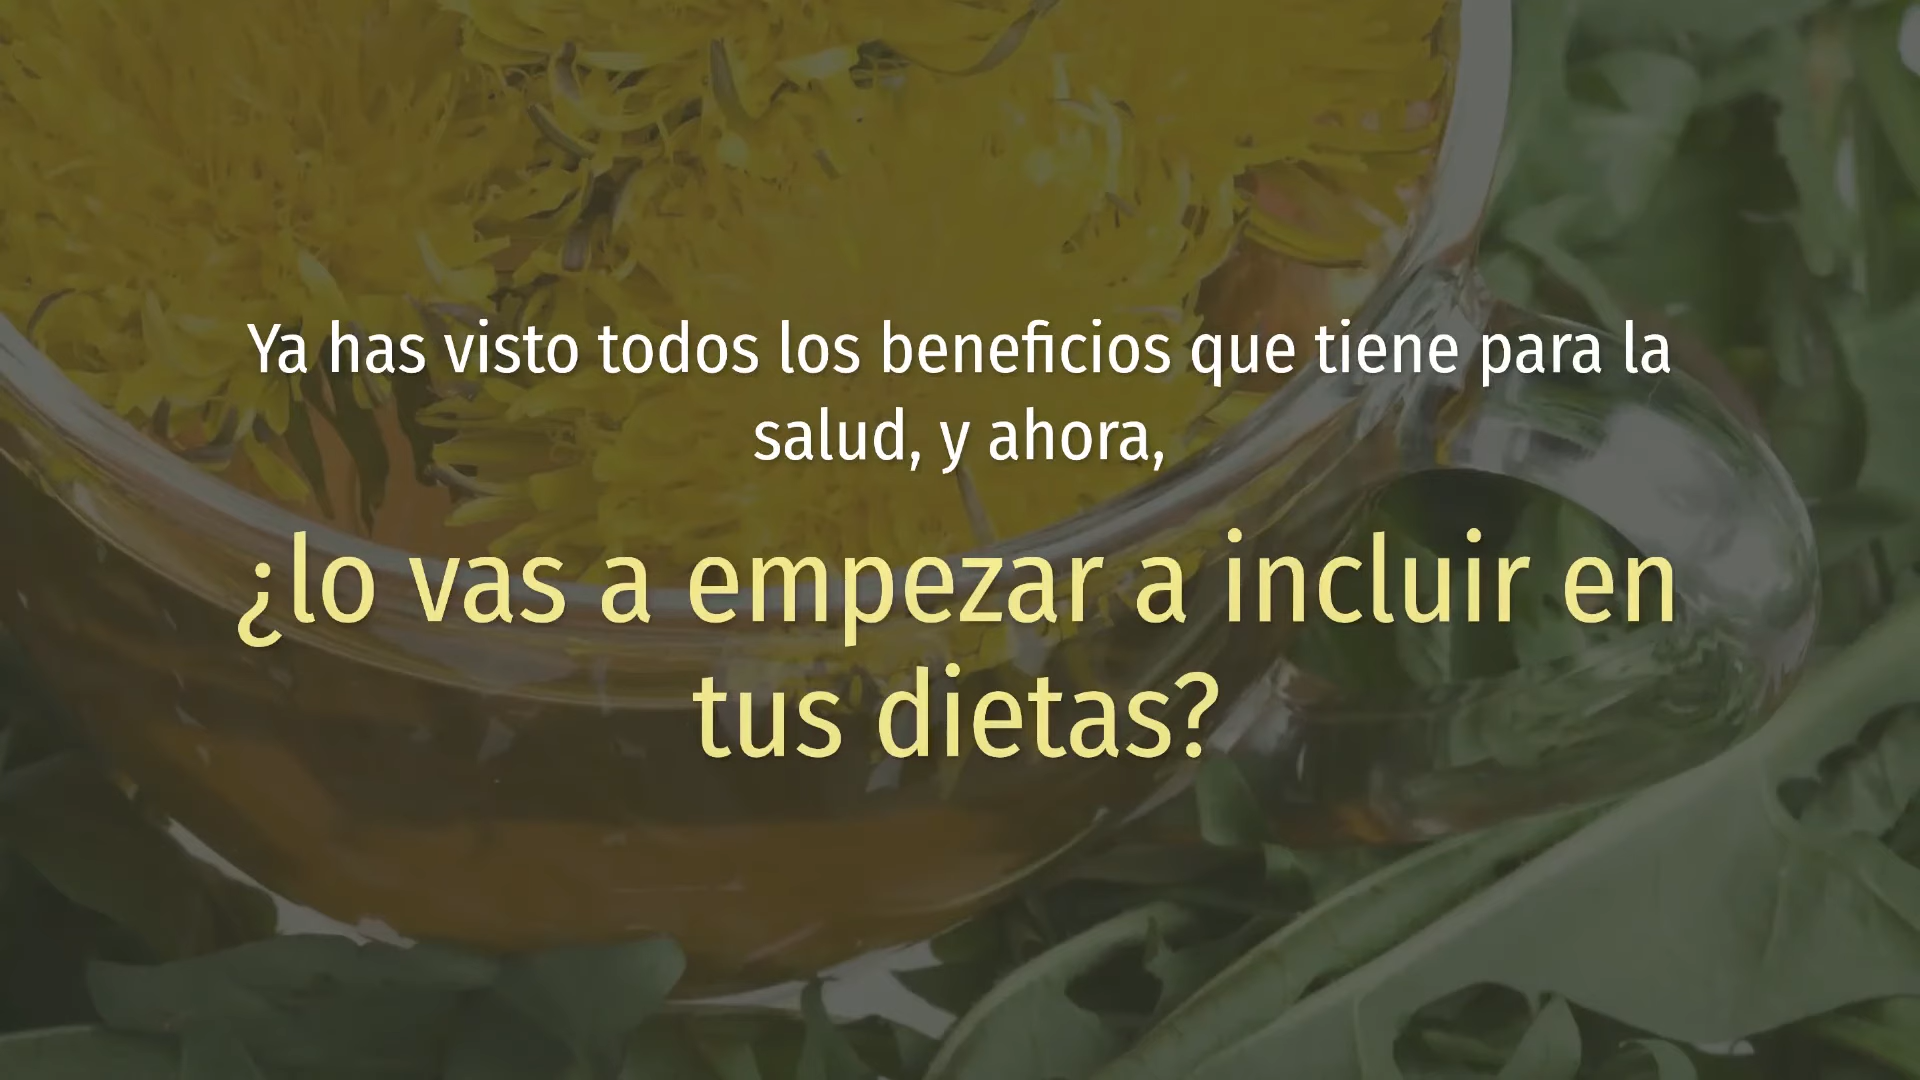 Ya has visto todos los beneficios que tiene para la
salud, y ahora,
¿lo vas a empezar a incluir en
tus dietas?